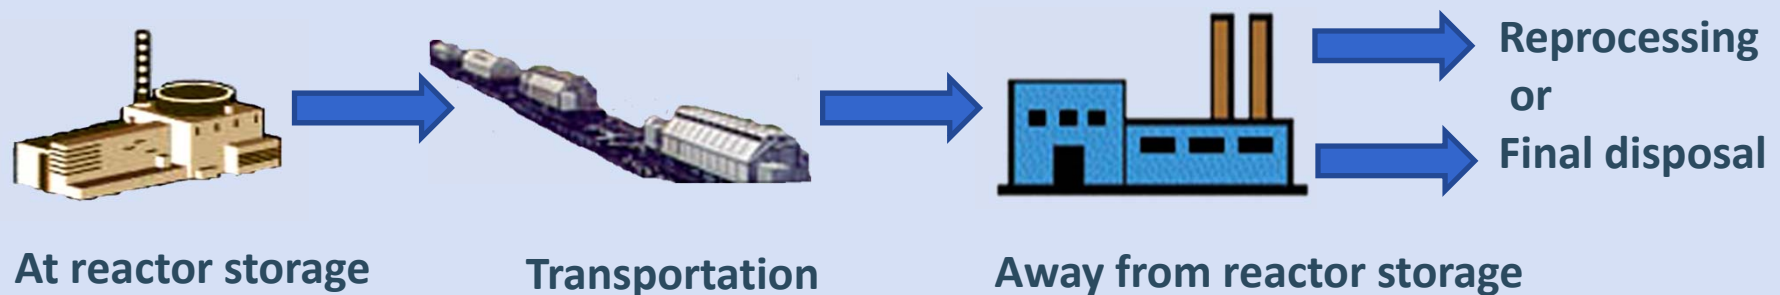 Reprocessing
or
Final disposal
At reactor storage
Transportation
Away from reactor storage